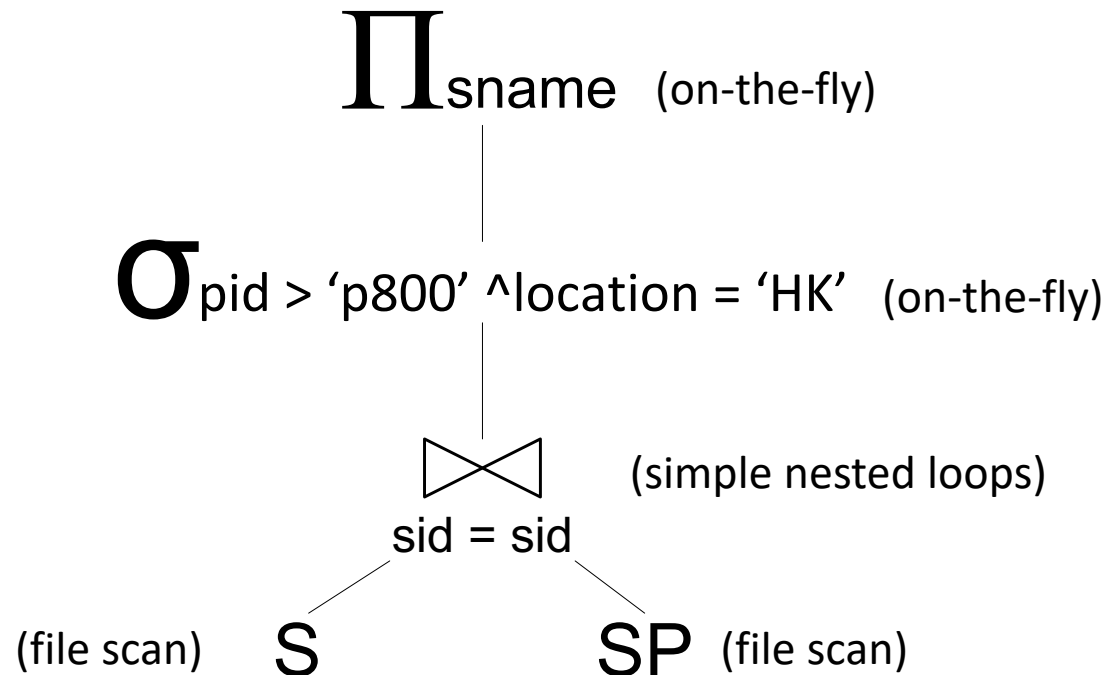 ∏sname (on-the-fly)
σpid > ‘p800’ ^location = ‘HK’ (on-the-fly)
⋈ (simple nested loops)
sid = sid
(file scan) S SP (file scan)